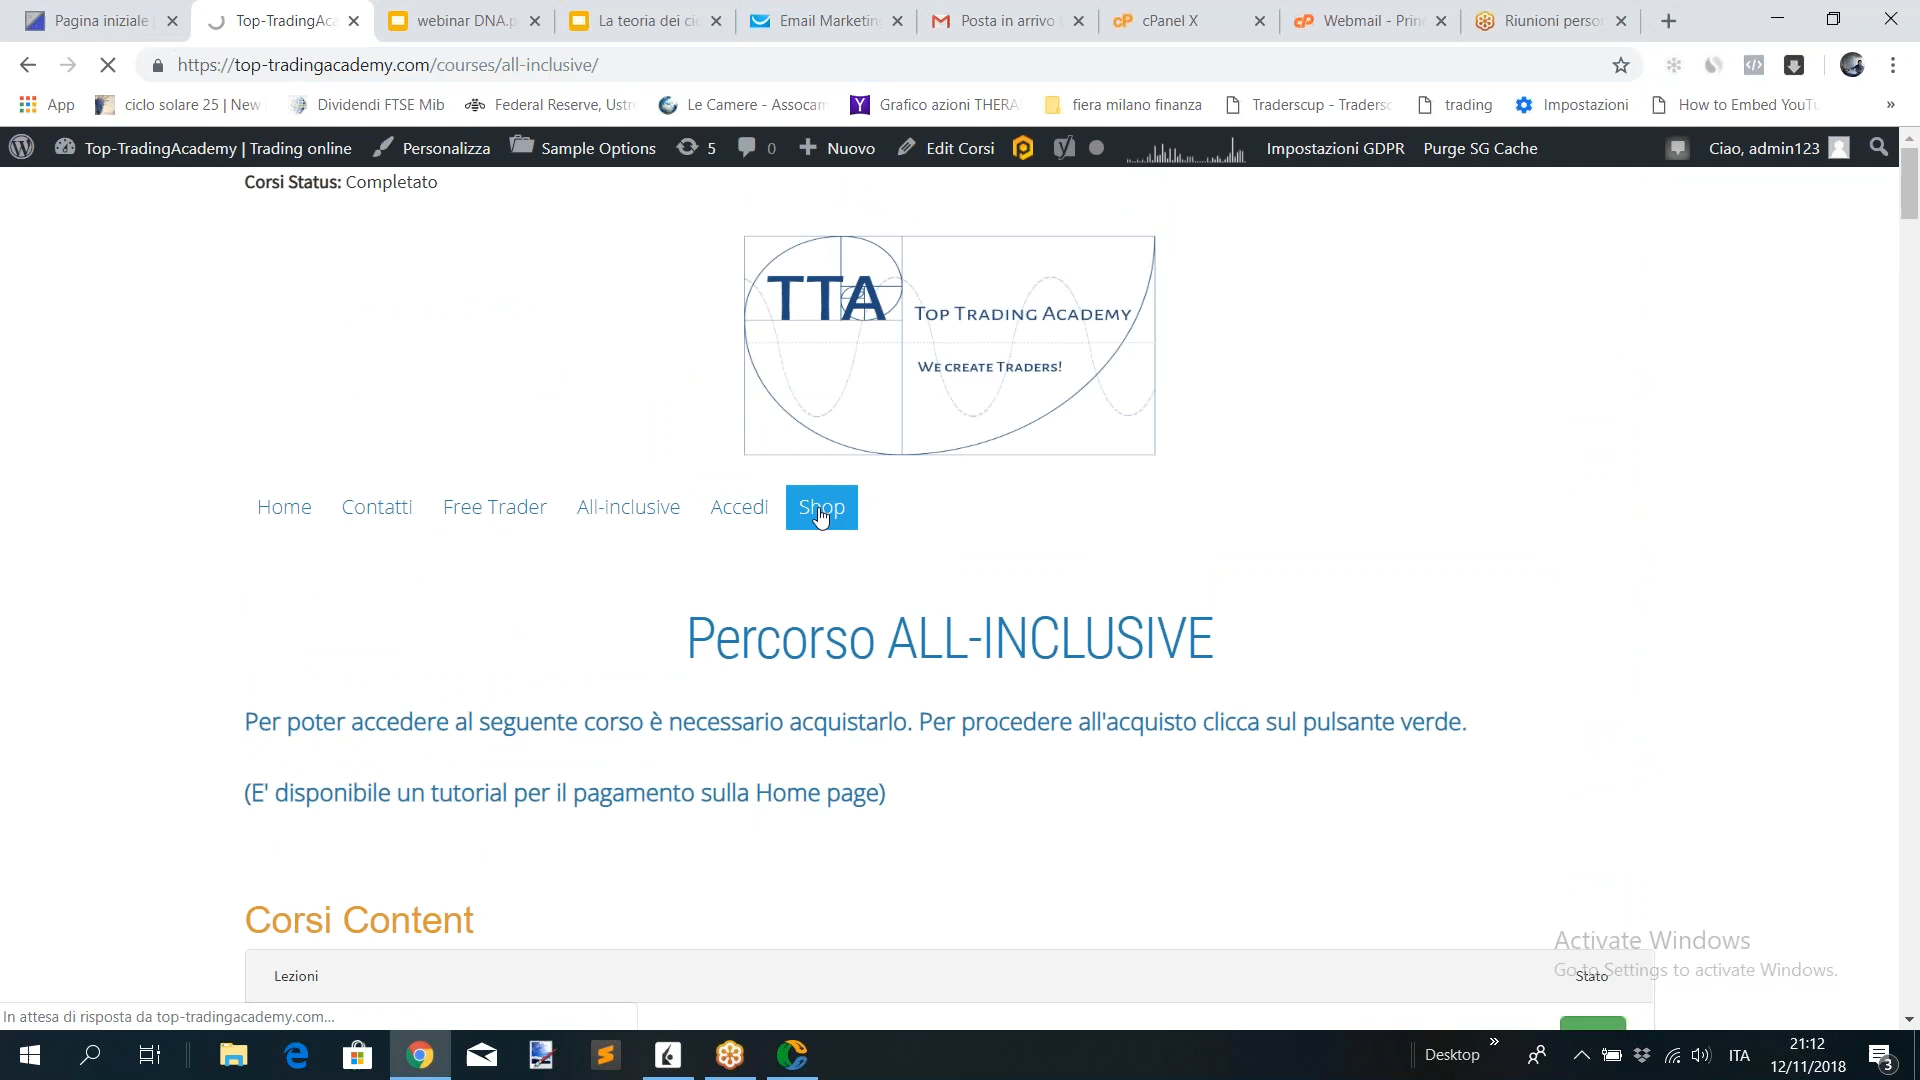 Pagina iniziale
Top-TradingAca
webinar DNA.p
La teoria dei ci
Email Marketin
Posta in arrivo
cPanel X
Webmail - Prin
Riunioni perso
https://top-tradingacademy.com/courses/all-inclusive/
App
ciclo solare 25 | New
Dividendi FTSE Mib
Federal Reserve, Ustr
Le Camere - Assocam
Grafico azioni THERA
fiera milano finanza
Traderscup - Tradersc
trading
Impostazioni
How to Embed YouTu
»
Top-TradingAcademy | Trading online
Personalizza
Sample Options
5
0
Nuovo
Edit Corsi
Impostazioni GDPR
Purge SG Cache
Ciao, admin123
Corsi Status: Completato
TTA
TOP TRADING ACADEMY
WE CREATE TRADERS!
Home
Contatti
Free Trader
All-inclusive
Accedi
Shop
Percorso ALL-INCLUSIVE
Per poter accedere al seguente corso è necessario acquistarlo. Per procedere all'acquisto clicca sul pulsante verde.
(E' disponibile un tutorial per il pagamento sulla Home page)
Corsi Content
Activate Windows
Go to Settings to activate Windows.
Lezioni
Stato
In attesa di risposta da top-tradingacademy.com...
Desktop
»
ITA
21:12
12/11/2018
3